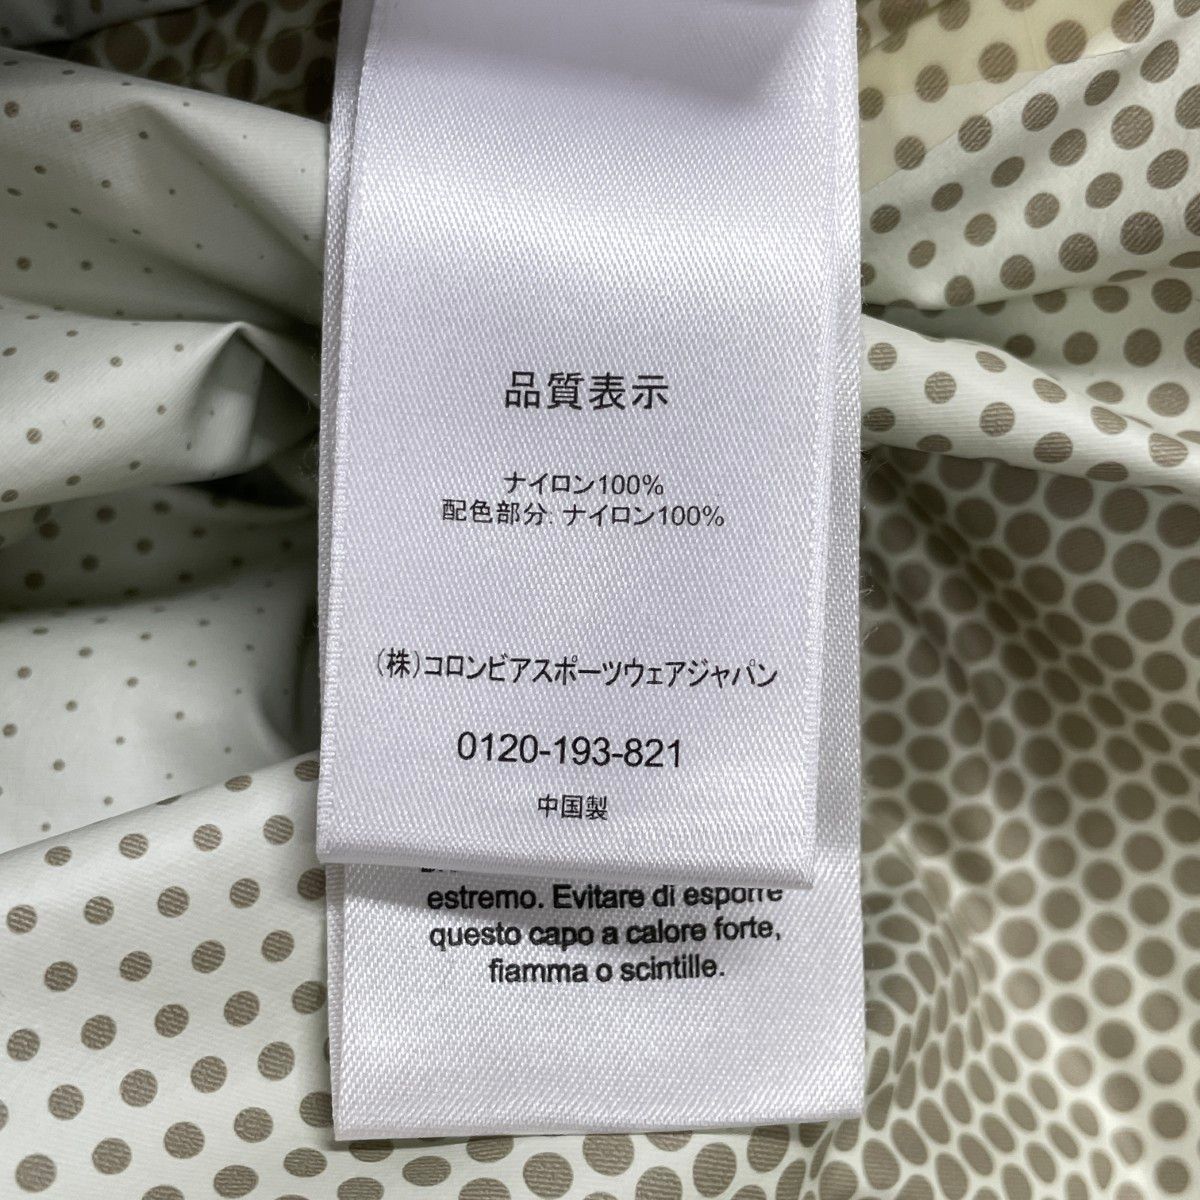 品質表示
ナイロン100%
配色部分: ナイロン100%
(株)コロンビアスポーツウェアジャパン
0120-193-821
中国製
estremo. Evitare di esporre
questo capo a calore forte,
fiamma o scintille.